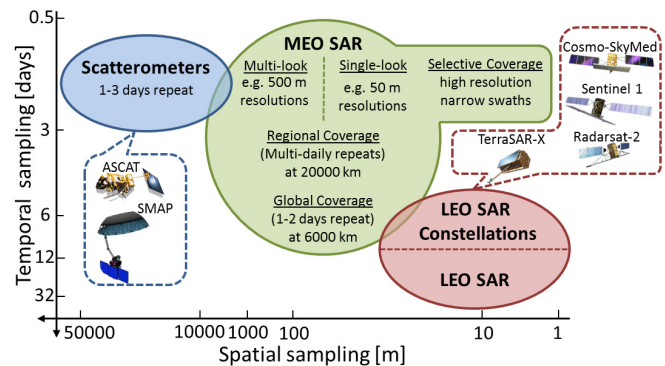 0.5
3
6
12
32
Temporal sampling [days]
Scatterometers
1-3 days repeat
ASCAT
SMAP
MEO SAR
Multi-look
e.g. 500 m
resolutions
Single-look
e.g. 50 m
resolutions
Selective Coverage
high resolution
narrow swaths
Regional Coverage
(Multi-daily repeats)
at 20000 km
Global Coverage
(1-2 days repeat)
at 6000 km
Cosmo-SkyMed
Sentinel 1
TerraSAR-X
Radarsat-2
LEO SAR
Constellations
LEO SAR
50000 10000 1000 100 10 1
Spatial sampling [m]